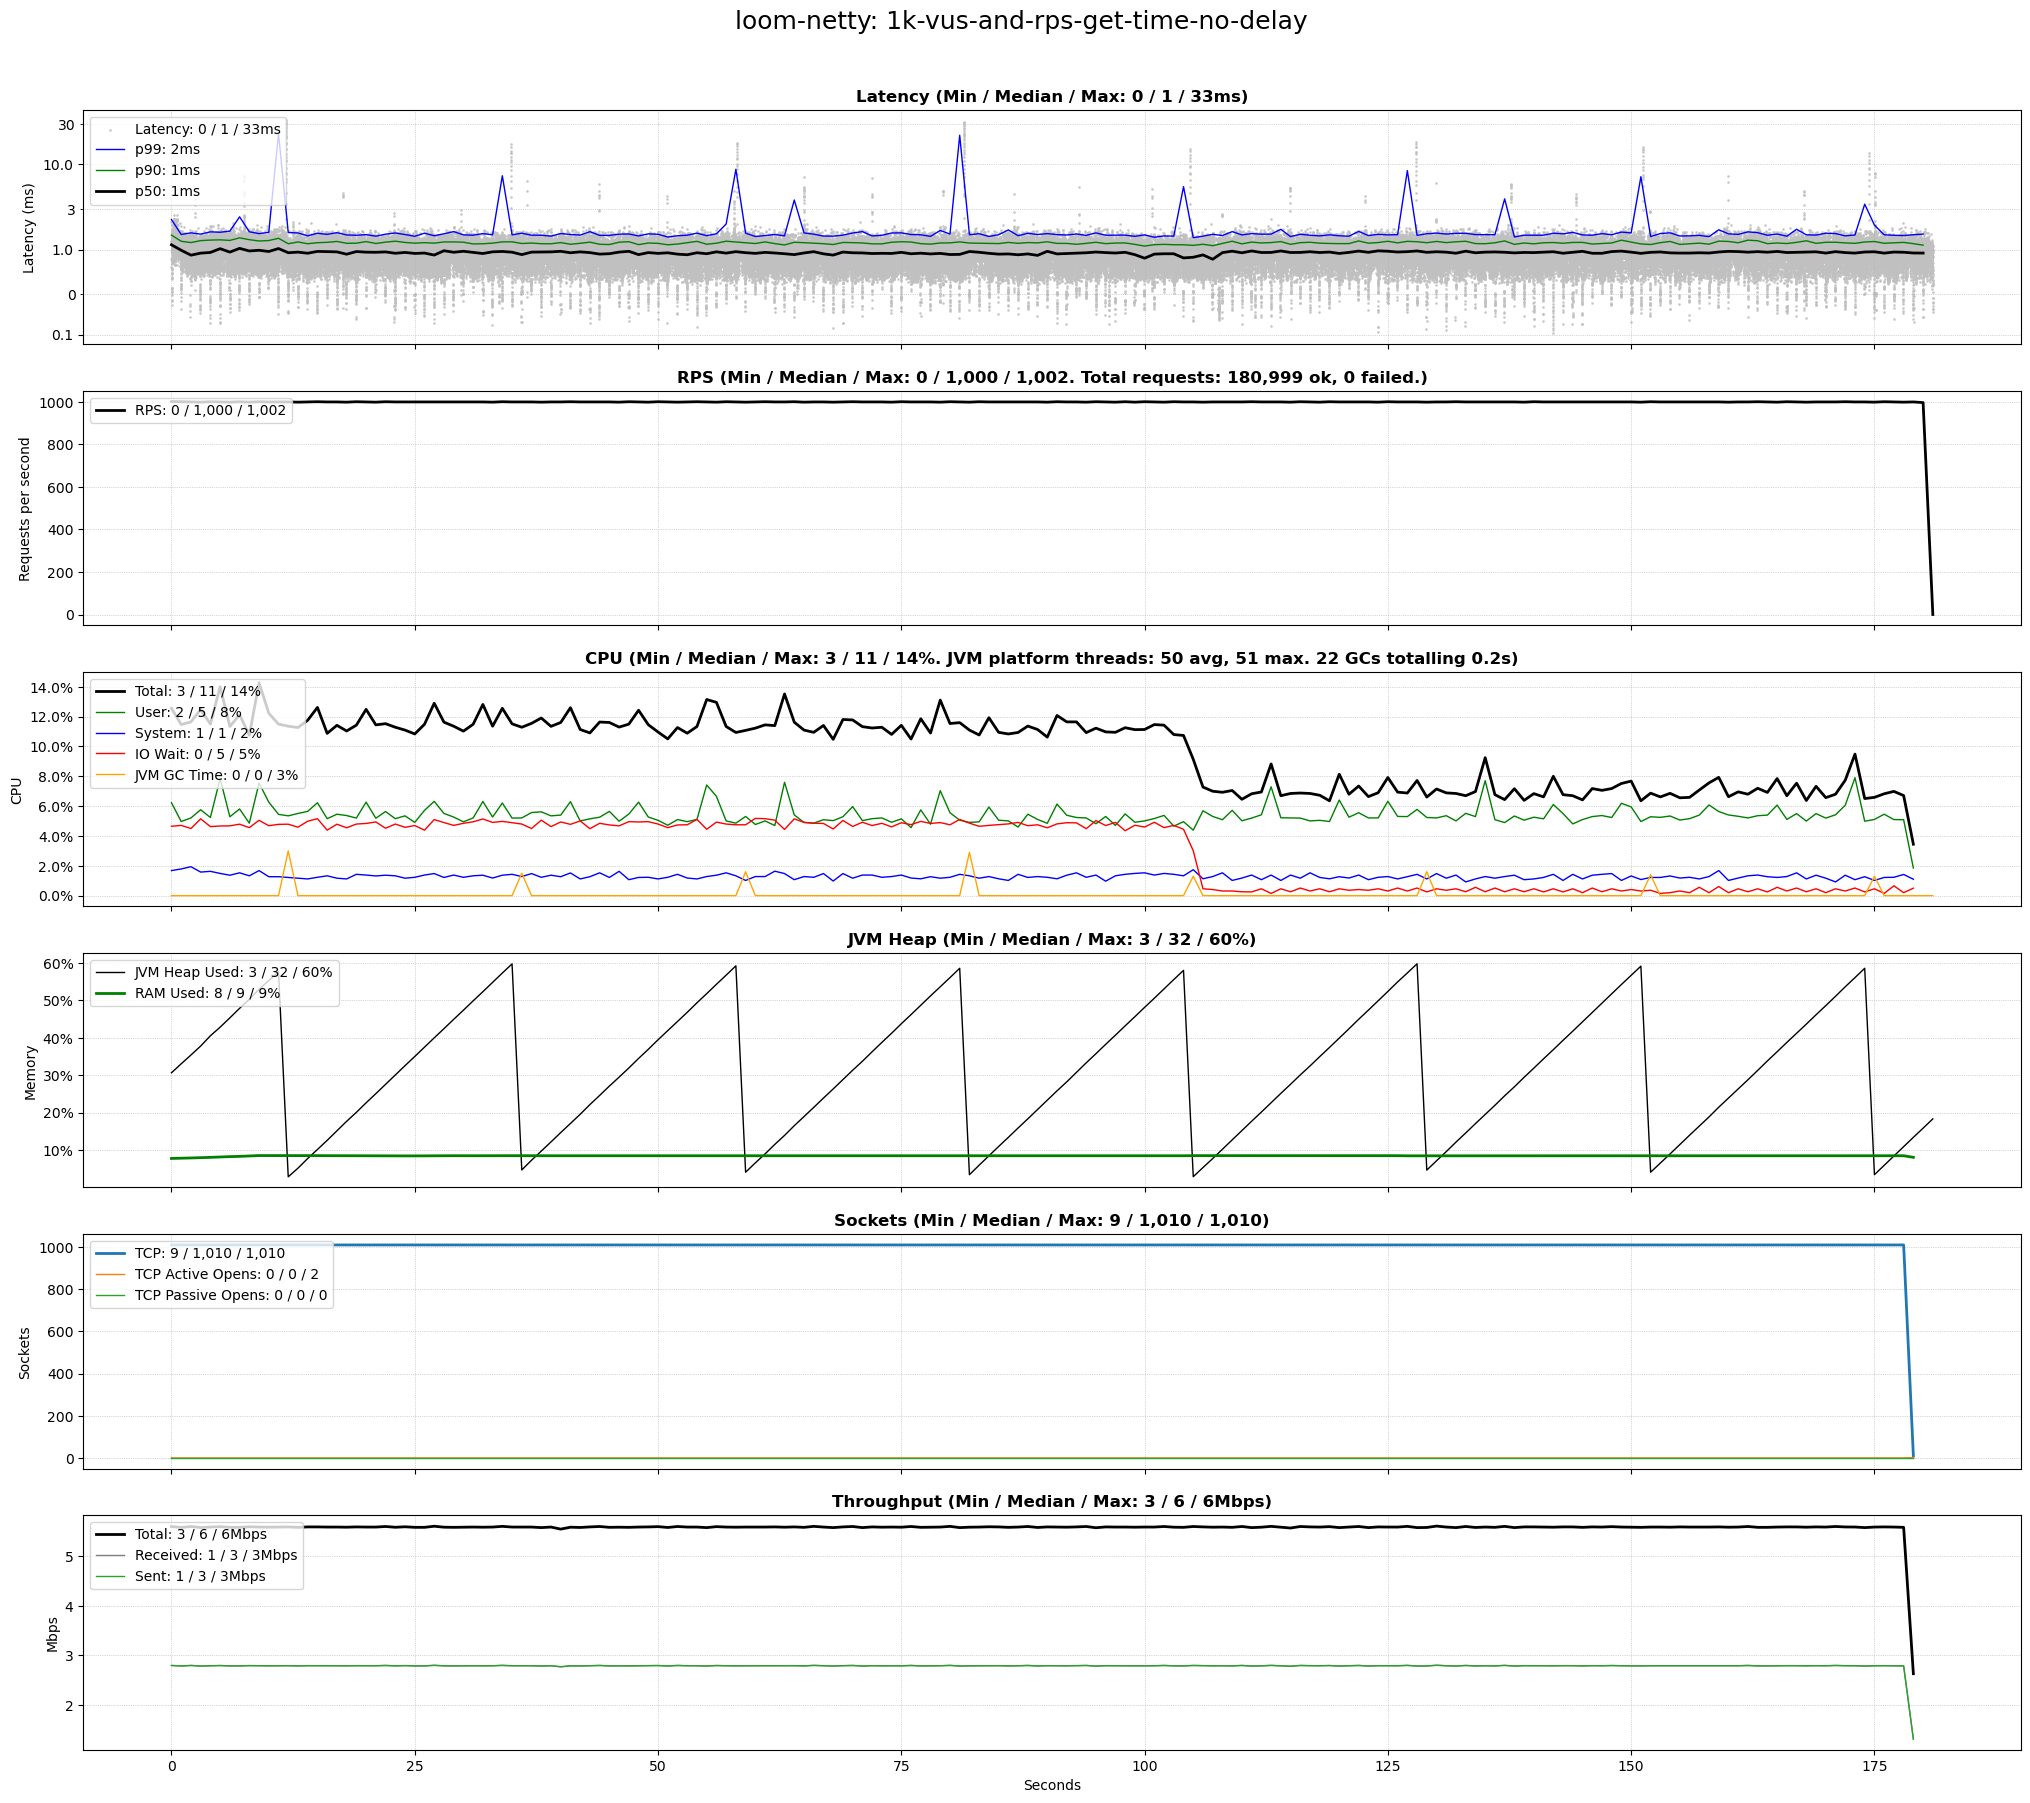 loom-netty: 1k-vus-and-rps-get-time-no-delay
Latency (Min / Median / Max: 0 / 1 / 33ms)
Latency (ms)
30
10.0
3
1.0
0
0.1
Latency: 0 / 1 / 33ms
p99: 2ms
p90: 1ms
p50: 1ms
RPS (Min / Median / Max: 0 / 1,000 / 1,002. Total requests: 180,999 ok, 0 failed.)
Requests per second
1000
800
600
400
200
0
RPS: 0 / 1,000 / 1,002
CPU (Min / Median / Max: 3 / 11 / 14%. JVM platform threads: 50 avg, 51 max. 22 GCs totalling 0.2s)
CPU
14.0%
12.0%
10.0%
8.0%
6.0%
4.0%
2.0%
0.0%
Total: 3 / 11 / 14%
User: 2 / 5 / 8%
System: 1 / 1 / 2%
IO Wait: 0 / 5 / 5%
JVM GC Time: 0 / 0 / 3%
JVM Heap (Min / Median / Max: 3 / 32 / 60%)
Memory
60%
50%
40%
30%
20%
10%
JVM Heap Used: 3 / 32 / 60%
RAM Used: 8 / 9 / 9%
Sockets (Min / Median / Max: 9 / 1,010 / 1,010)
Sockets
1000
800
600
400
200
0
TCP: 9 / 1,010 / 1,010
TCP Active Opens: 0 / 0 / 2
TCP Passive Opens: 0 / 0 / 0
Throughput (Min / Median / Max: 3 / 6 / 6Mbps)
Mbps
5
4
3
2
Total: 3 / 6 / 6Mbps
Received: 1 / 3 / 3Mbps
Sent: 1 / 3 / 3Mbps
0 25 50 75 100 125 150 175
Seconds